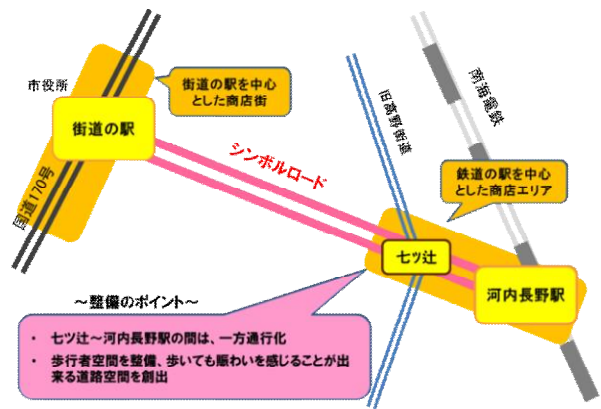 市役所
街道の駅を中心
とした商店街
街道の駅
国道170号
シンボルロード
旧高野街道
南海電鉄
鉄道の駅を中心
とした商店エリア
七ツ辻
河内長野駅
～整備のポイント～
・ 七ツ辻～河内長野駅の間は、一方通行化
・ 歩行者空間を整備、歩いても賑わいを感じることが出
来る道路空間を創出